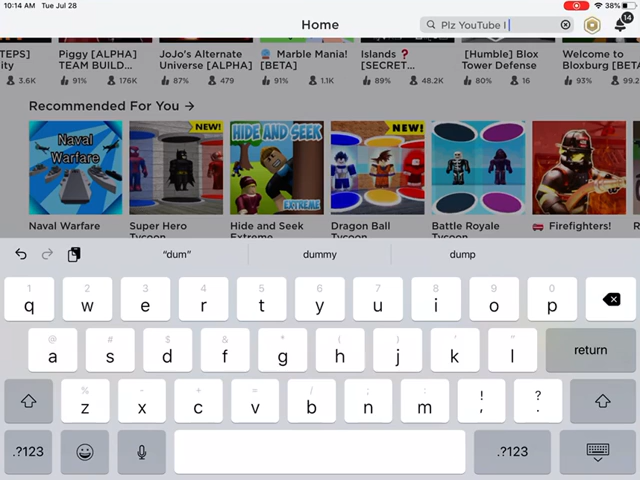 10:14 AM Tue Jul 28 38%
Home
Plz YouTube I
14
TEPS] Piggy [ALPHA] JoJo's Alternate Marble Mania! Islands ❓ [Humble] Blox Welcome to
ity TEAM BUILD... Universe [ALPHA] [BETA] [SECRET... Tower Defense Bloxburg [BETA]
3.6K 91% 176K 87% 479 91% 1.1K 89% 48.2K 80% 16 93% 99.2
Recommended For You →
Naval Warfare NEW! HIDE AND SEEK EXTREME NEW!
Naval Warfare Super Hero Hide and Seek Dragon Ball Battle Royale Firefighters! R
Tycoon Extreme Tycoon Tycoon
"dum" dummy dump
1 2 3 4 5 6 7 8 9 0
q w e r t y u i o p
@ # $ & * ( ) ' "
a s d f g h j k l return
% - + = / ; : ! ?
z x c v b n m , .
.?123 .?123